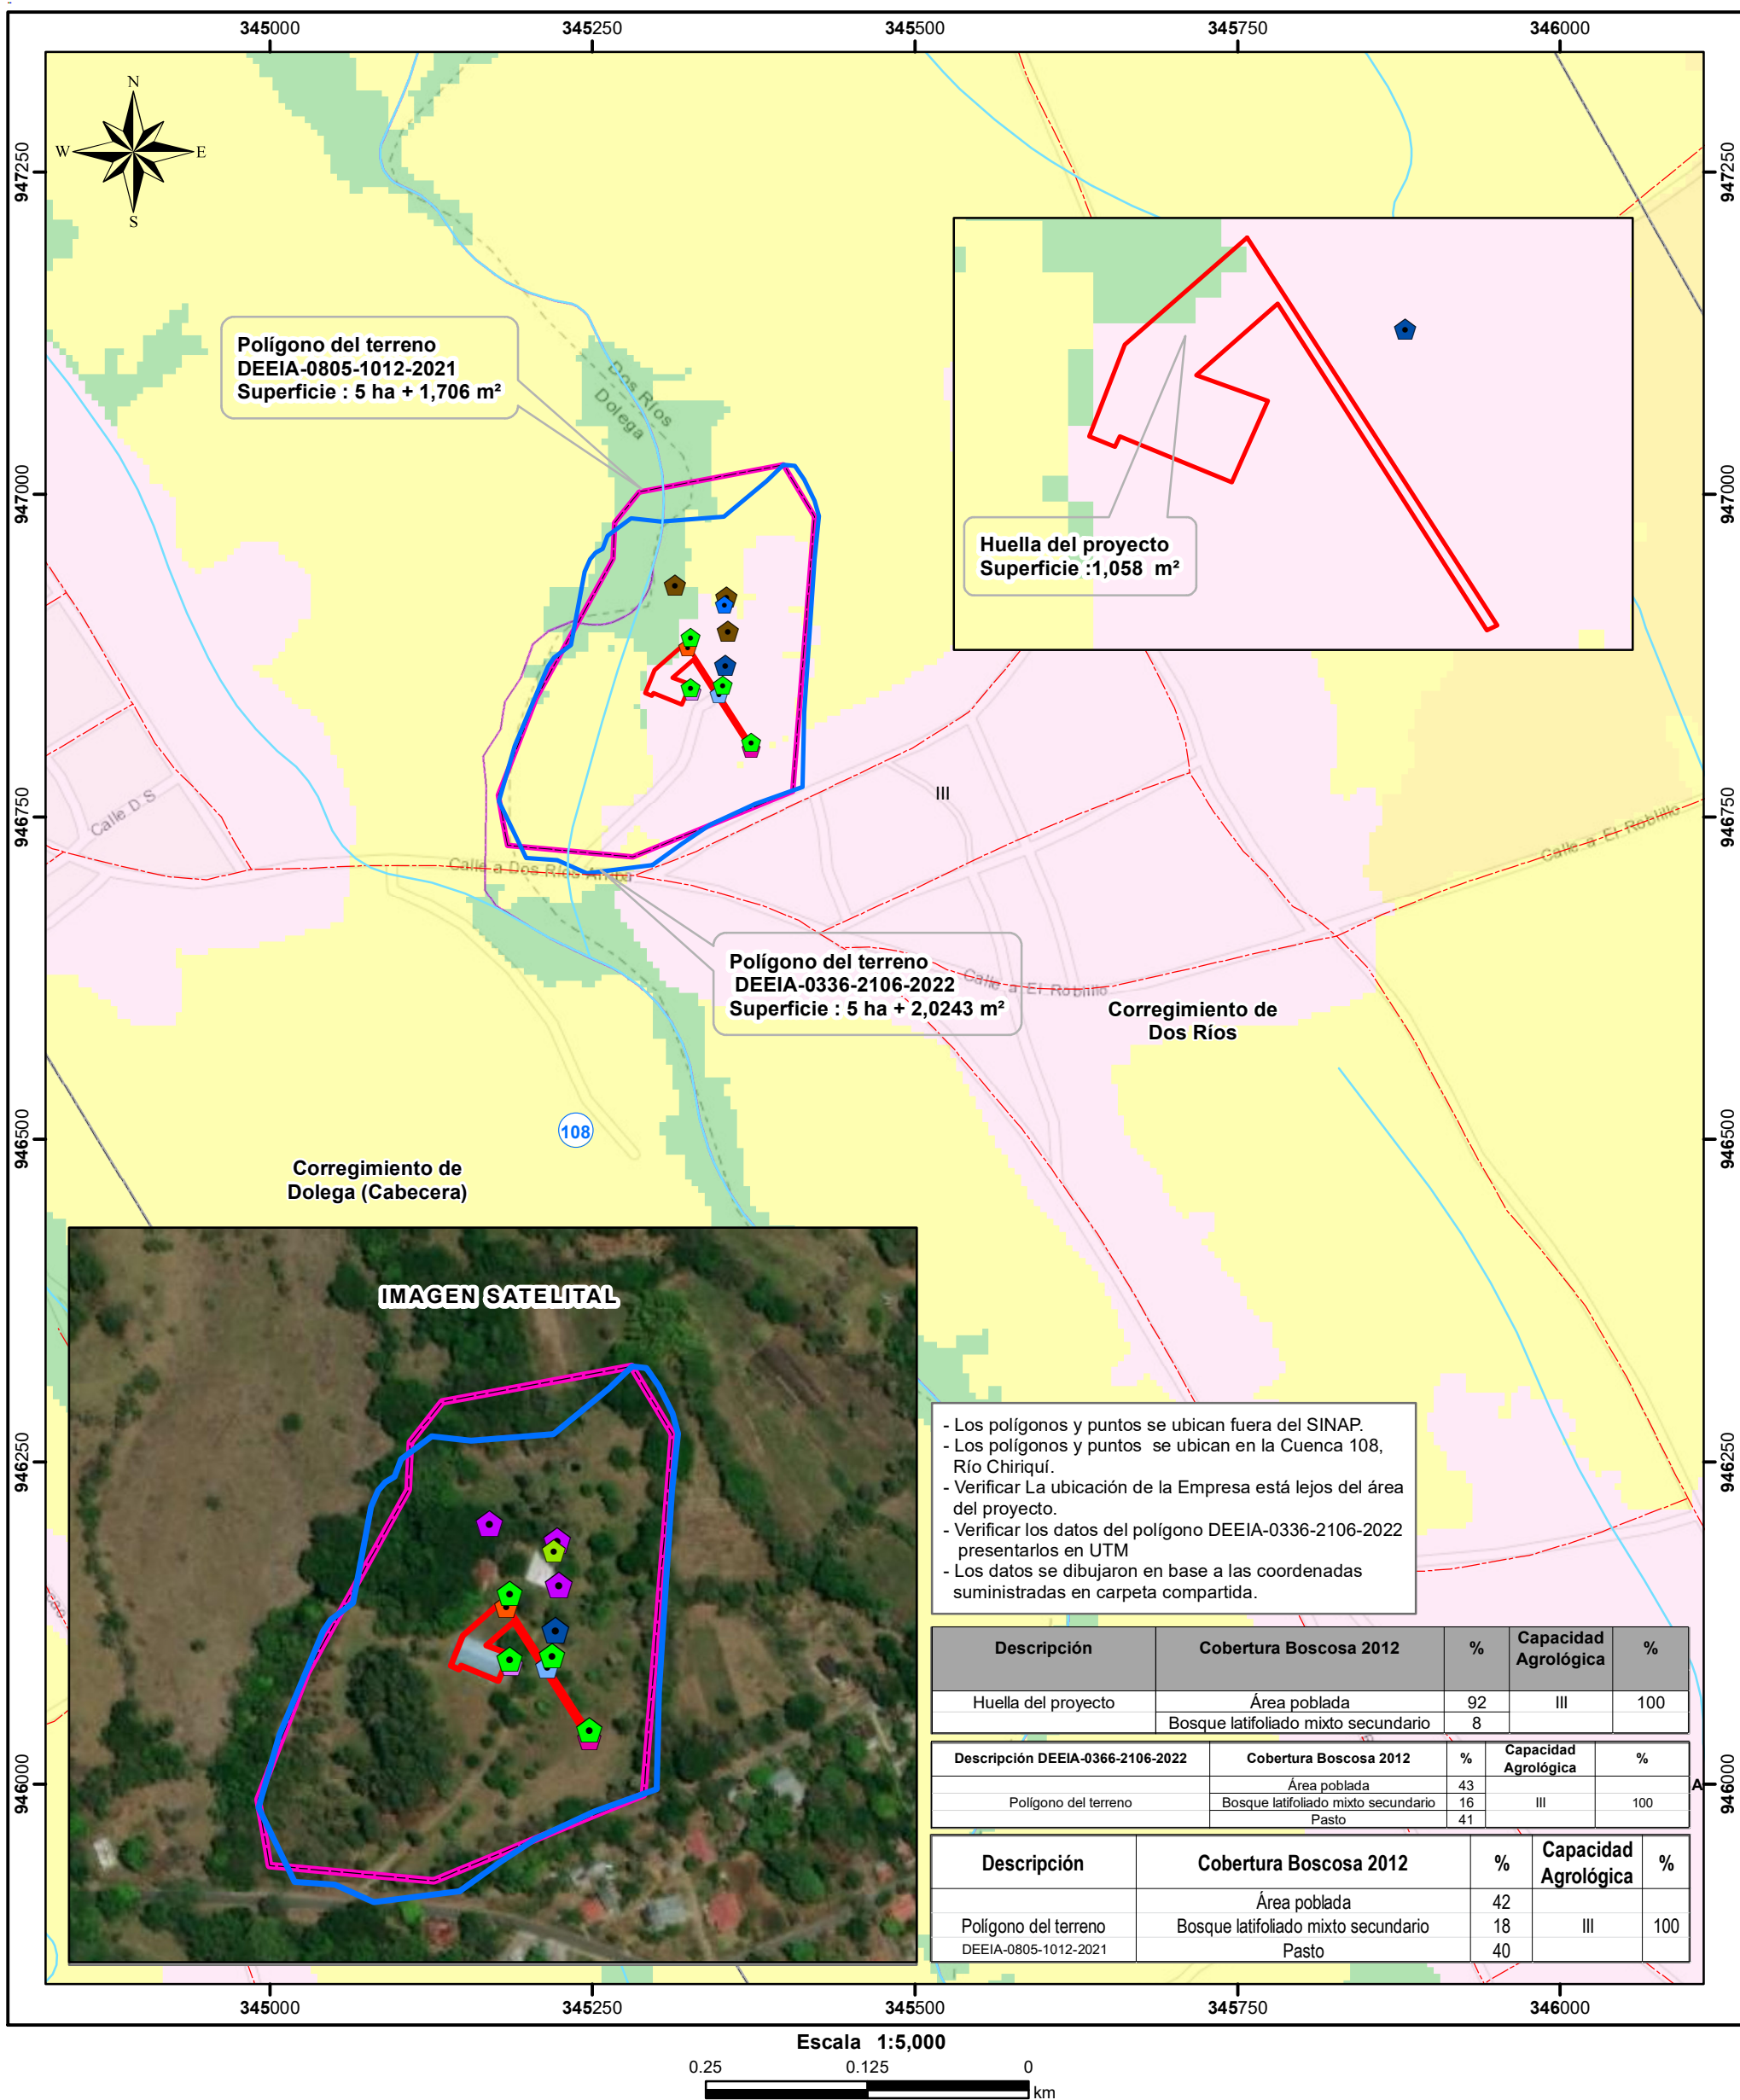 345000 345250 345500 345750 346000
N
W E
S
947250 947250
Polígono del terreno
DEEIA-0805-1012-2021
Superficie : 5 ha + 1,706 m²
Dos Ríos
Dolega
Huella del proyecto
Superficie :1,058 m²
947000 947000
Calle D S
III
946750 946750
Calle a El Roblillo
Calle a Dos Ríos Arriba
Polígono del terreno
DEEIA-0336-2106-2022
Superficie : 5 ha + 2,0243 m²
Calle a El Roblillo
Corregimiento de
Dos Ríos
946500 946500
108
Corregimiento de
Dolega (Cabecera)
IMAGEN SATELITAL
946250 946250
- Los polígonos y puntos se ubican fuera del SINAP.
- Los polígonos y puntos se ubican en la Cuenca 108,
Río Chiriquí.
- Verificar La ubicación de la Empresa está lejos del área
del proyecto.
- Verificar los datos del polígono DEEIA-0336-2106-2022
presentarlos en UTM
- Los datos se dibujaron en base a las coordenadas
suministradas en carpeta compartida.
Descripción Cobertura Boscosa 2012 % Capacidad Agrológica %
Huella del proyecto Área poblada 92 III 100
Bosque latifoliado mixto secundario 8
Descripción DEEIA-0366-2106-2022 Cobertura Boscosa 2012 % Capacidad Agrológica %
Área poblada 43
Polígono del terreno Bosque latifoliado mixto secundario 16 III 100
Pasto 41
946000 A 946000
Descripción Cobertura Boscosa 2012 % Capacidad Agrológica %
Área poblada 42
Polígono del terreno Bosque latifoliado mixto secundario 18 III 100
DEEIA-0805-1012-2021 Pasto 40
345000 345250 345500 345750 346000
Escala 1:5,000
0.25 0.125 0
km